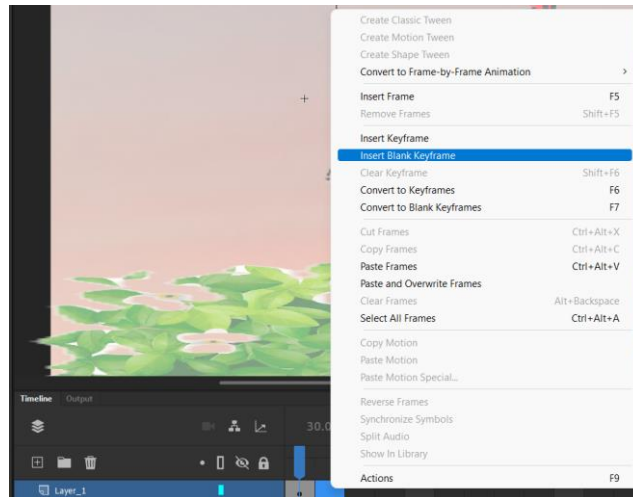 Create Classic Tween
Create Motion Tween
Create Shape Tween
Convert to Frame-by-Frame Animation >
Insert Frame F5
Remove Frames Shift+F5
Insert Keyframe
Insert Blank Keyframe
Clear Keyframe Shift+F6
Convert to Keyframes F6
Convert to Blank Keyframes F7
Cut Frames Ctrl+Alt+X
Copy Frames Ctrl+Alt+C
Paste Frames Ctrl+Alt+V
Paste and Overwrite Frames
Clear Frames Alt+Backspace
Select All Frames Ctrl+Alt+A
Copy Motion
Paste Motion
Paste Motion Special...
Reverse Frames
Synchronize Symbols
Split Audio
Show In Library
Actions F9
Timeline Output
30.0
Layer_1